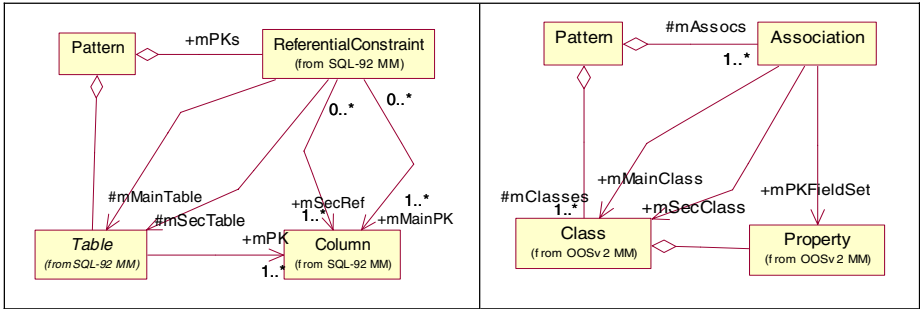 Pattern
+mPKs
ReferentialConstraint
(from SQL-92 MM)
0..*
0..*
#mMainTable
#mSecTable
+mSecRef
1..*
1..*
+mMainPK
Table
(from SQL-92 MM)
+mPK
1..*
Column
(from SQL-92 MM)
Pattern
#mAssocs
1..*
Association
+mMainClass
+mPKFieldSet
#mClasses
1..*
+mSecClass
Class
(from OOSv2 MM)
Property
(from OOSv2 MM)